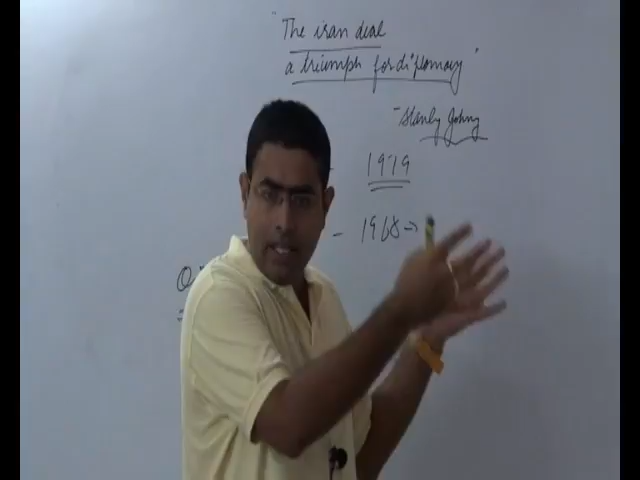 "The iran deal
a triumph for diplomacy"
- Stanly Johny
- 1979
- 1968 →
Q
=